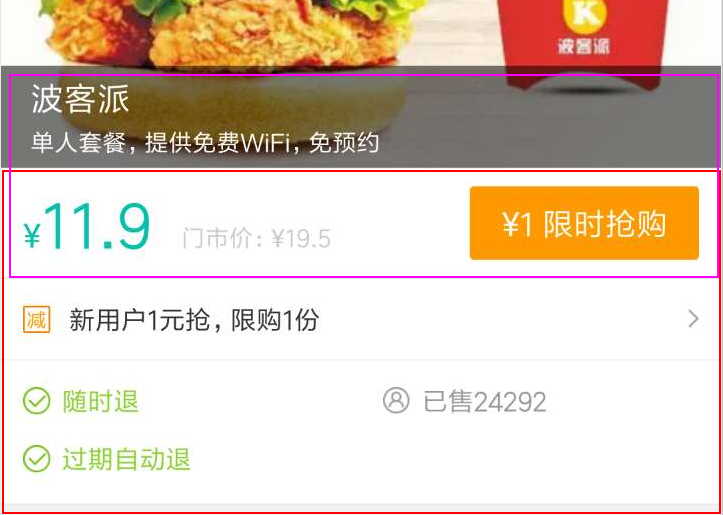 K
波客派
波客派
单人套餐，提供免费WiFi，免预约
¥11.9 门市价：¥19.5 ¥1 限时抢购
减 新用户1元抢，限购1份
随时退 已售24292
过期自动退